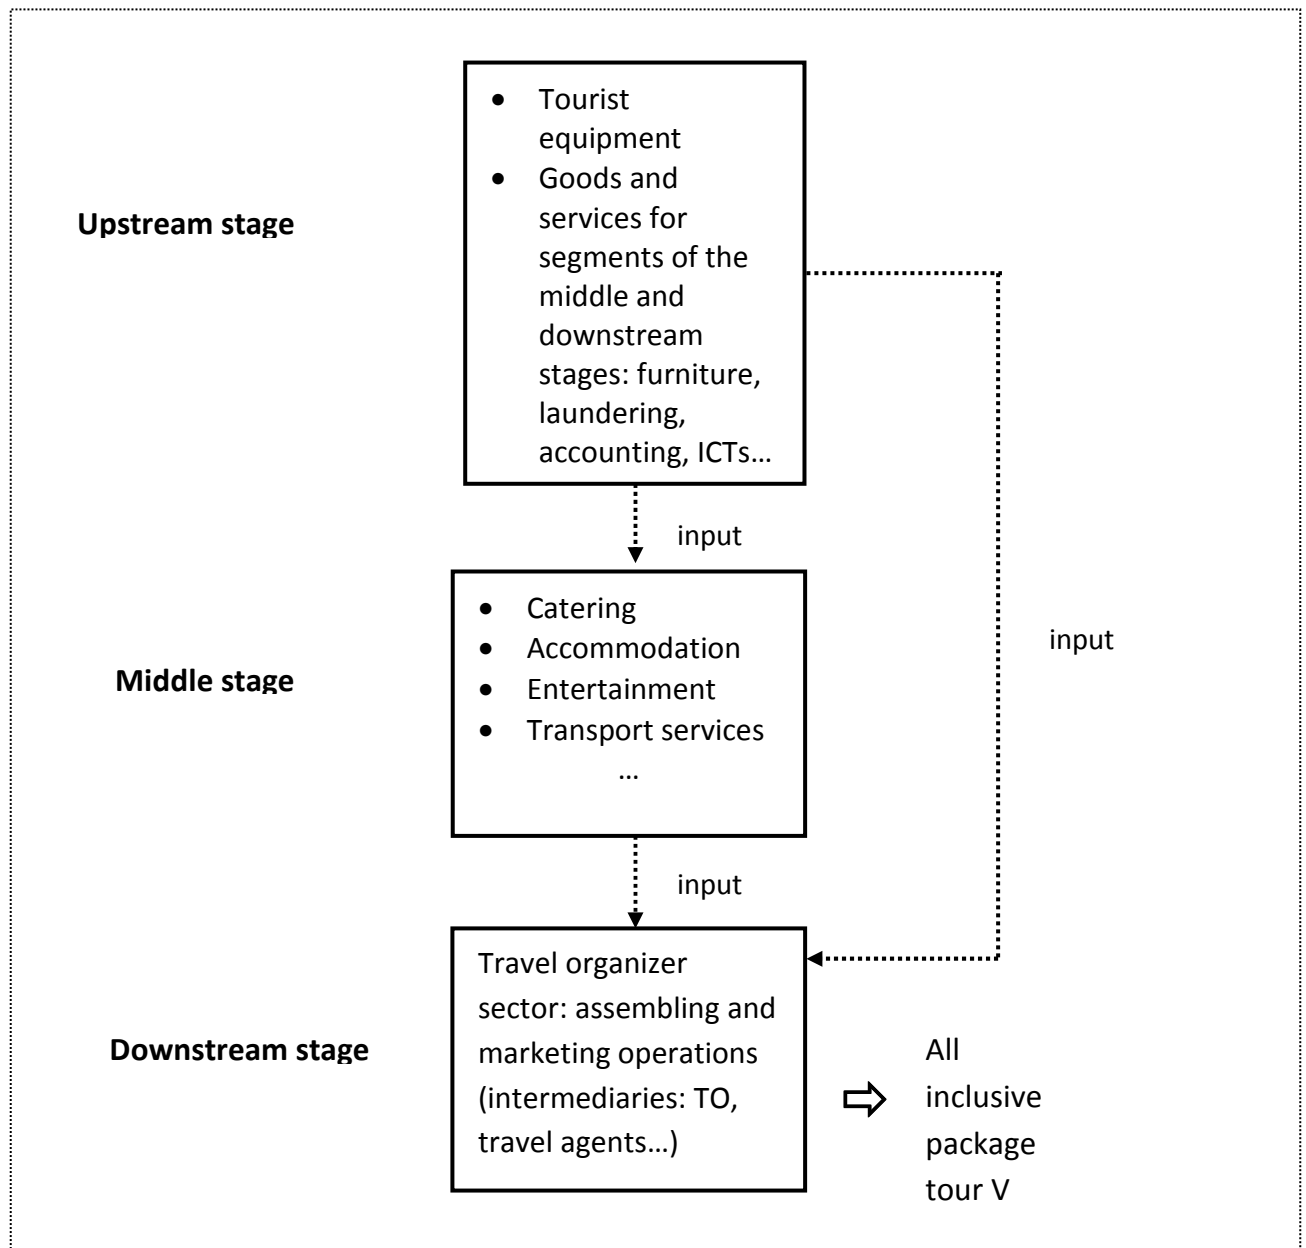 • Tourist
equipment
• Goods and
services for
segments of the
middle and
downstream
stages: furniture,
laundering,
accounting, ICTs…
Upstream stage
input
• Catering
• Accommodation
• Entertainment
• Transport services
…
Middle stage
input
input
Travel organizer
sector: assembling and
marketing operations
(intermediaries: TO,
travel agents…)
Downstream stage
All
inclusive
package
tour V